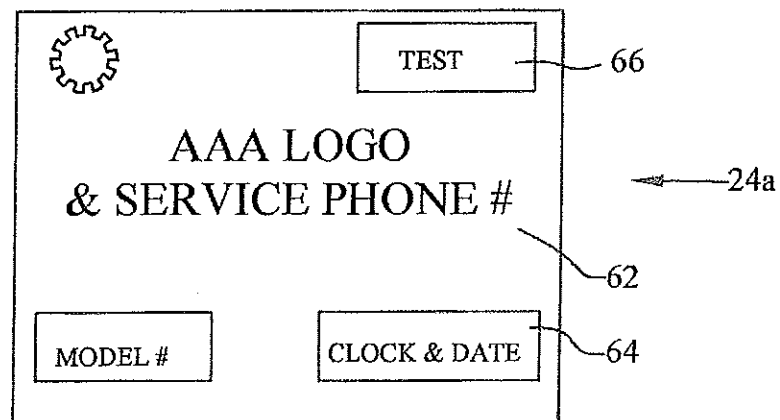 TEST
66
AAA LOGO
& SERVICE PHONE #
24a
62
MODEL #
CLOCK & DATE
64